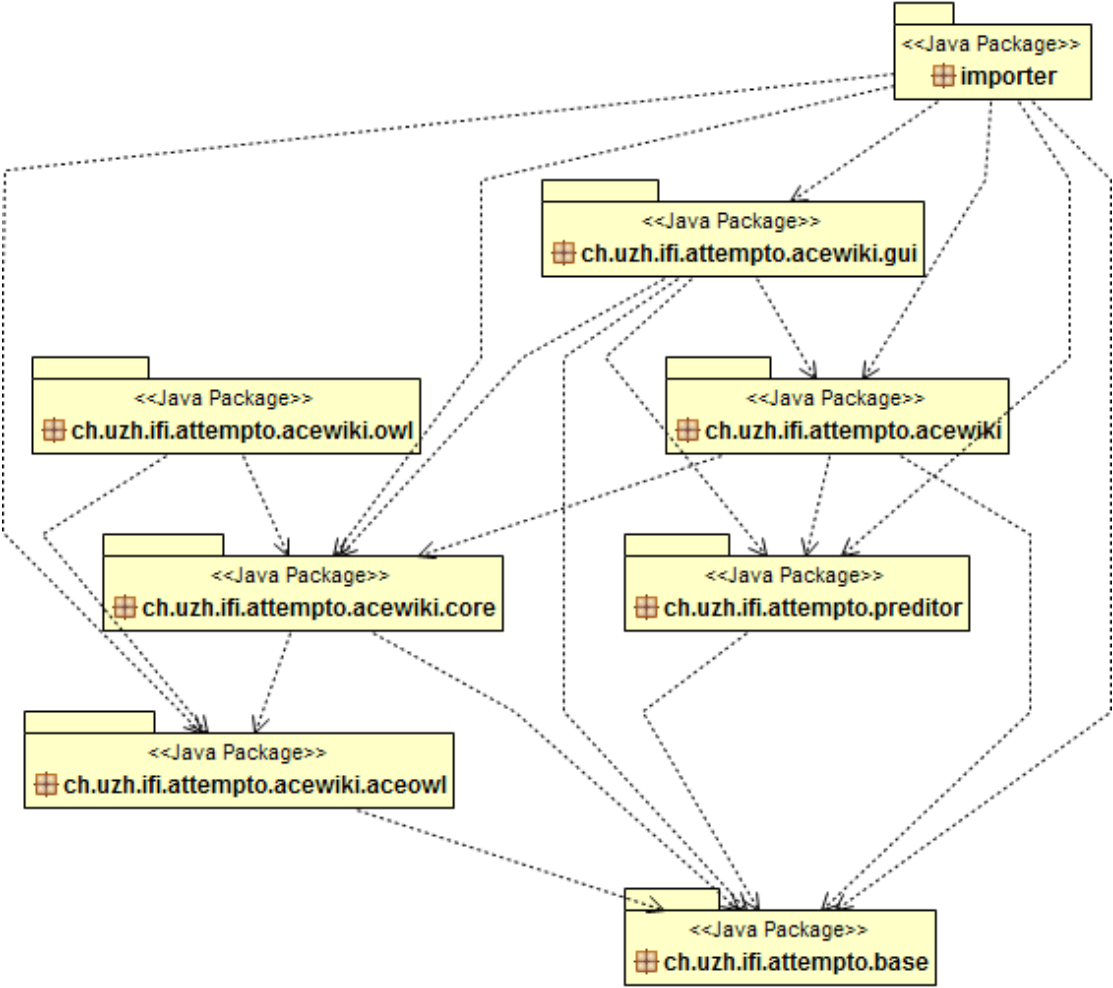 <<Java Package>>
importer
<<Java Package>>
ch.uzh.ifi.attempto.acewiki.gui
<<Java Package>>
ch.uzh.ifi.attempto.acewiki.owl
<<Java Package>>
ch.uzh.ifi.attempto.acewiki
<<Java Package>>
ch.uzh.ifi.attempto.acewiki.core
<<Java Package>>
ch.uzh.ifi.attempto.preditor
<<Java Package>>
ch.uzh.ifi.attempto.acewiki.aceowl
<<Java Package>>
ch.uzh.ifi.attempto.base